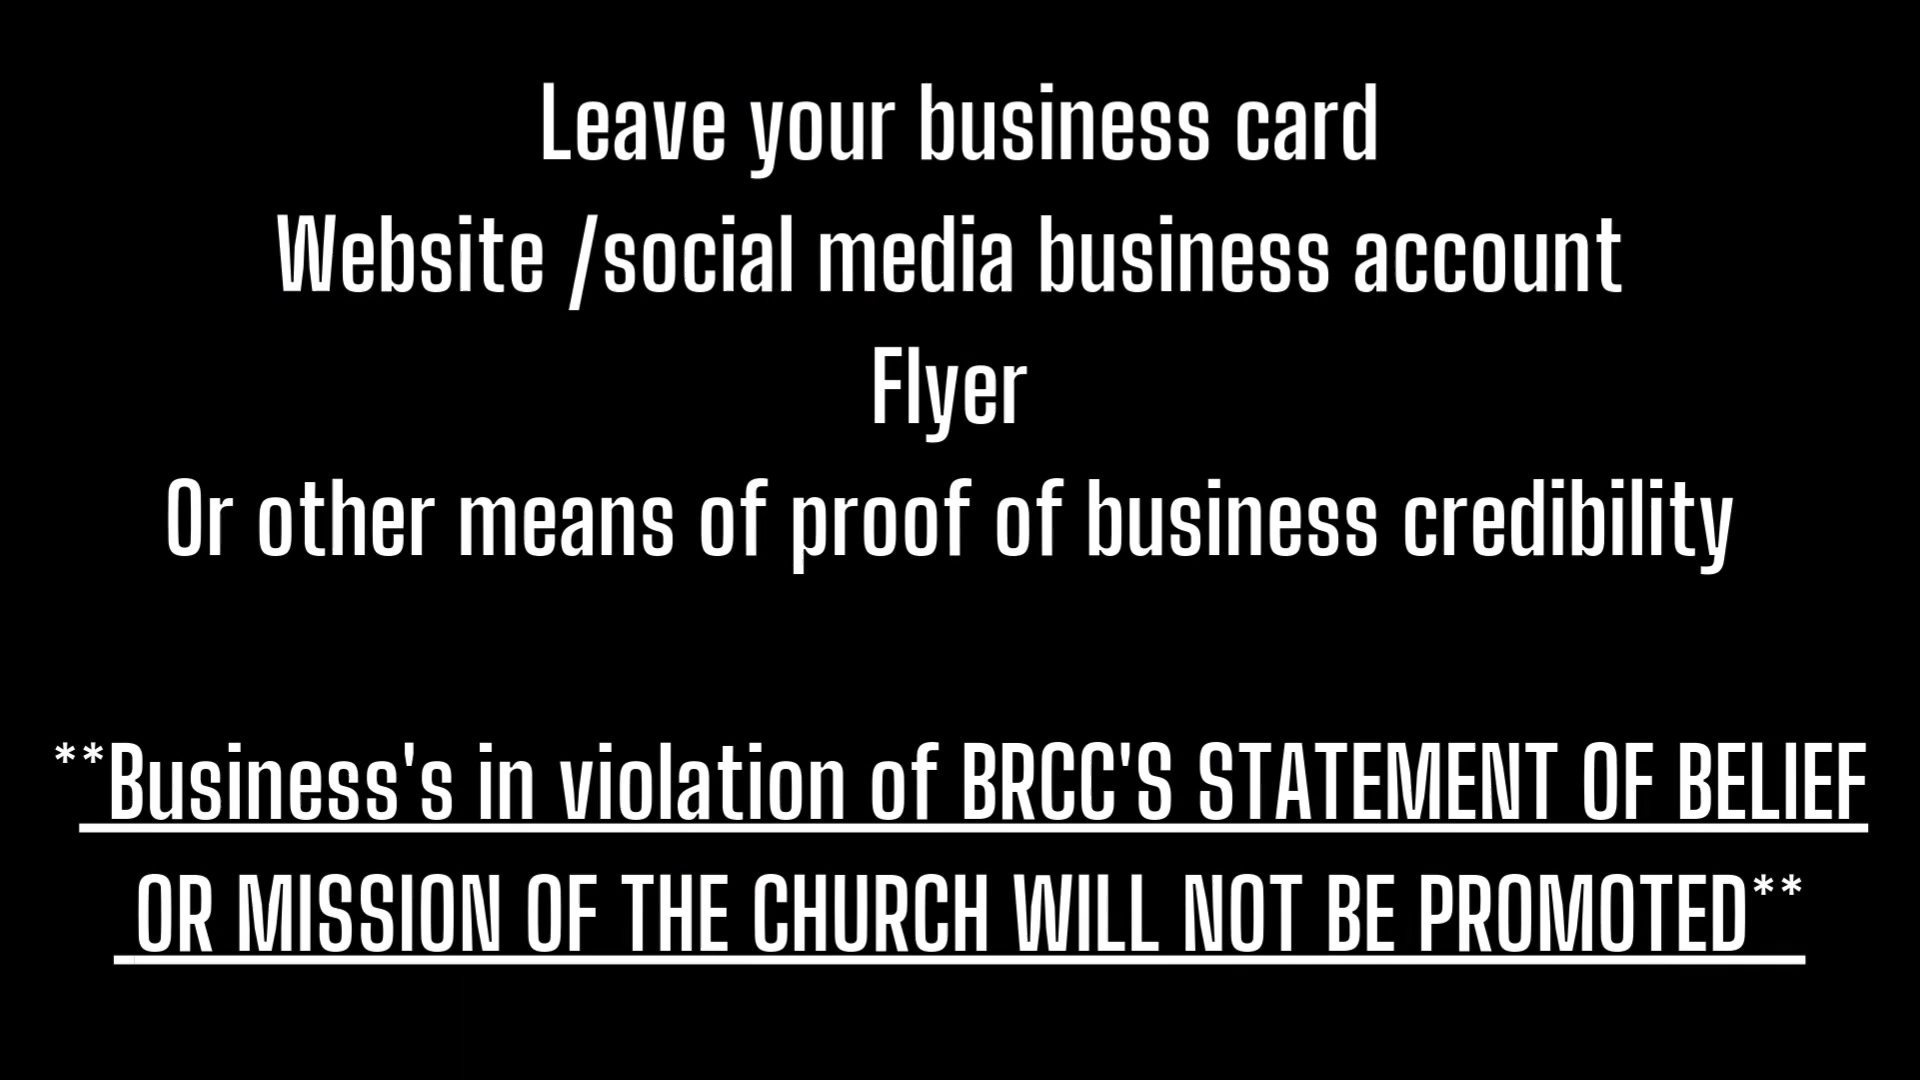 Leave your business card
Website /social media business account
Flyer
Or other means of proof of business credibility
**Business's in violation of BRCC'S STATEMENT OF BELIEF
OR MISSION OF THE CHURCH WILL NOT BE PROMOTED**